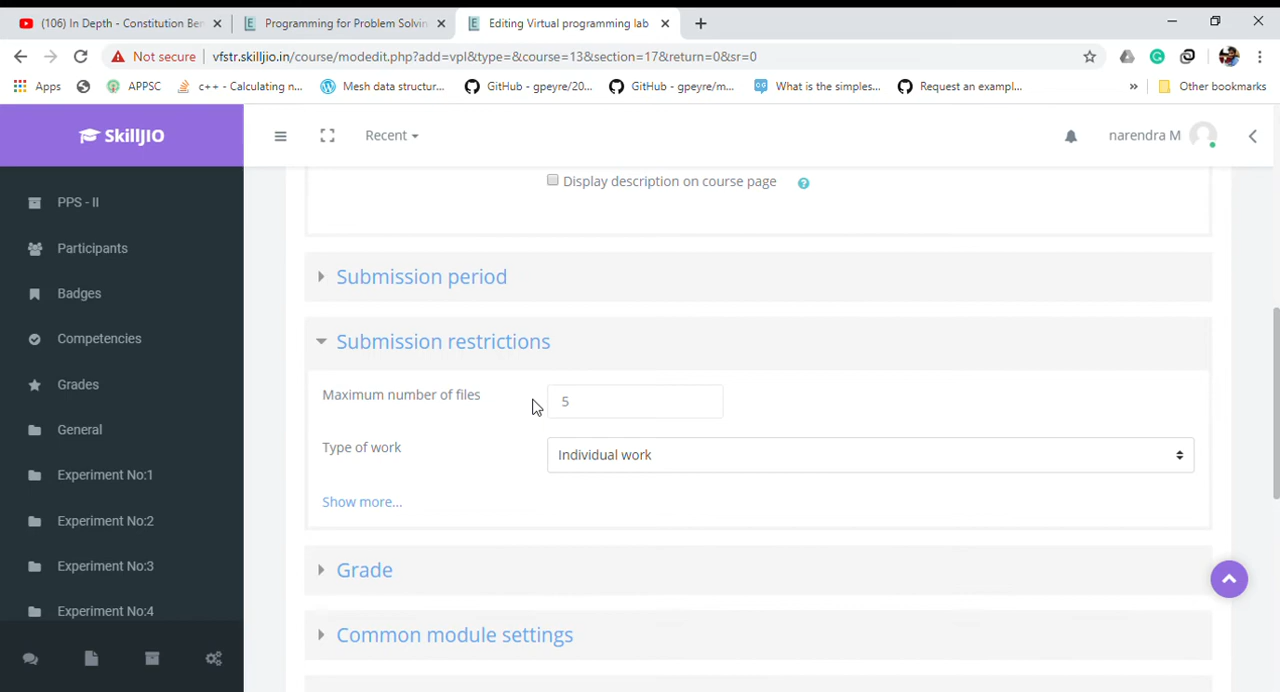 (106) In Depth - Constitution Ben
Programming for Problem Solvin
Editing Virtual programming lab
Not secure
vfstr.skilljio.in/course/modedit.php?add=vpl&type=&course=13&section=17&return=0&sr=0
Apps
APPSC
c++ - Calculating n...
Mesh data structur...
GitHub - gpeyre/20...
GitHub - gpeyre/m...
What is the simples...
Request an exampl...
»
Other bookmarks
SkillJIO
Recent
narendra M
PPS - II
Participants
Badges
Competencies
Grades
General
Experiment No:1
Experiment No:2
Experiment No:3
Experiment No:4
Display description on course page
Submission period
Submission restrictions
Maximum number of files
5
Type of work
Individual work
Show more...
Grade
Common module settings